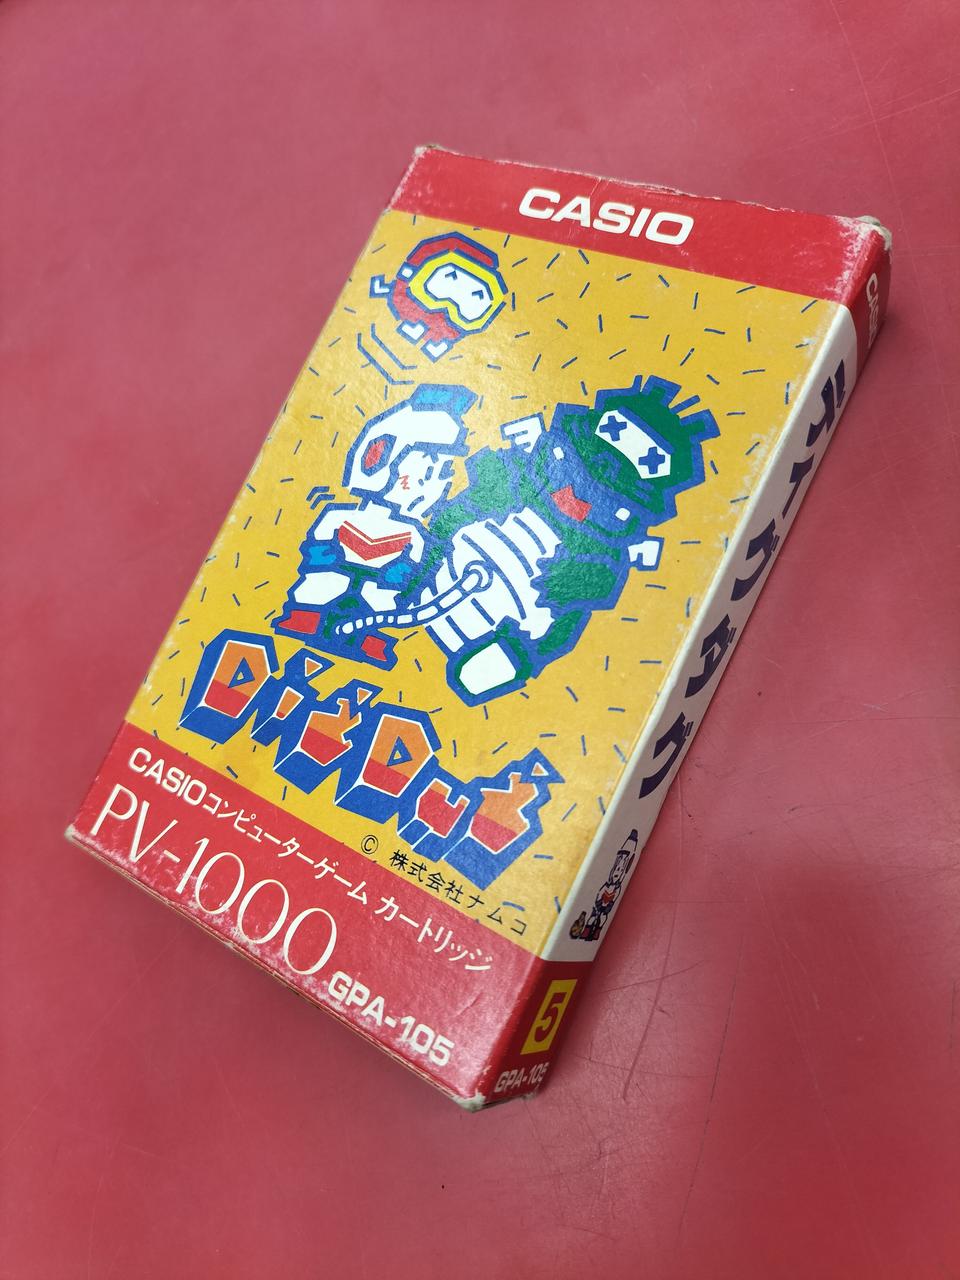 CASIO
DiGDUG
© 株式会社ナムコ
CASIOコンピューターゲーム カートリッジ
PV-1000
GPA-105
CASIO
ディグダグ
5
GPA-105